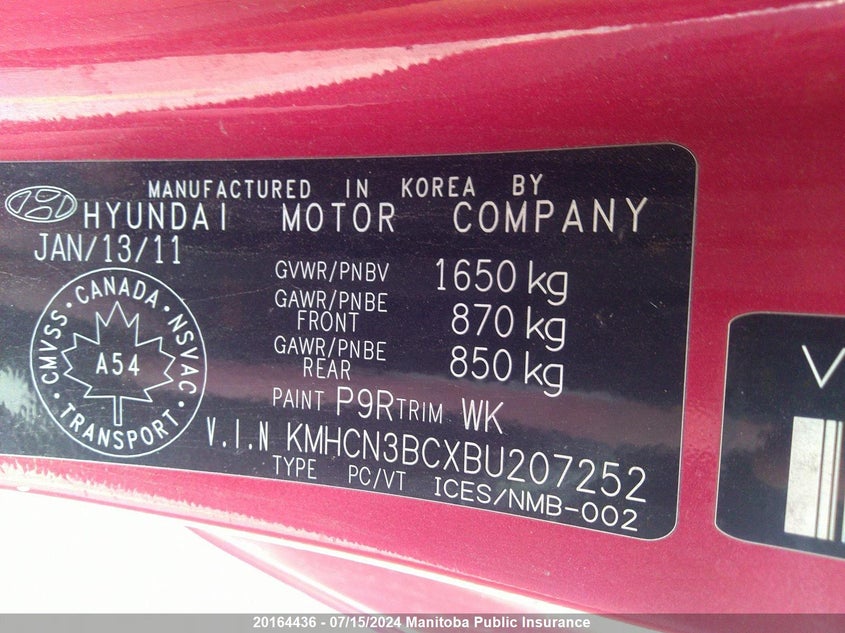 MANUFACTURED IN KOREA BY
HYUNDAI MOTOR COMPANY
JAN/13/11
GVWR/PNBV 1650 kg
GAWR/PNBE FRONT 870 kg
GAWR/PNBE REAR 850 kg
PAINT P9R TRIM WK
V.I.N KMHCN3BCXBU207252
TYPE PC/VT ICES/NMB-002
CMVSS • CANADA • NSVAC • TRANSPORT •
A54
V
20164436 - 07/15/2024 Manitoba Public Insurance